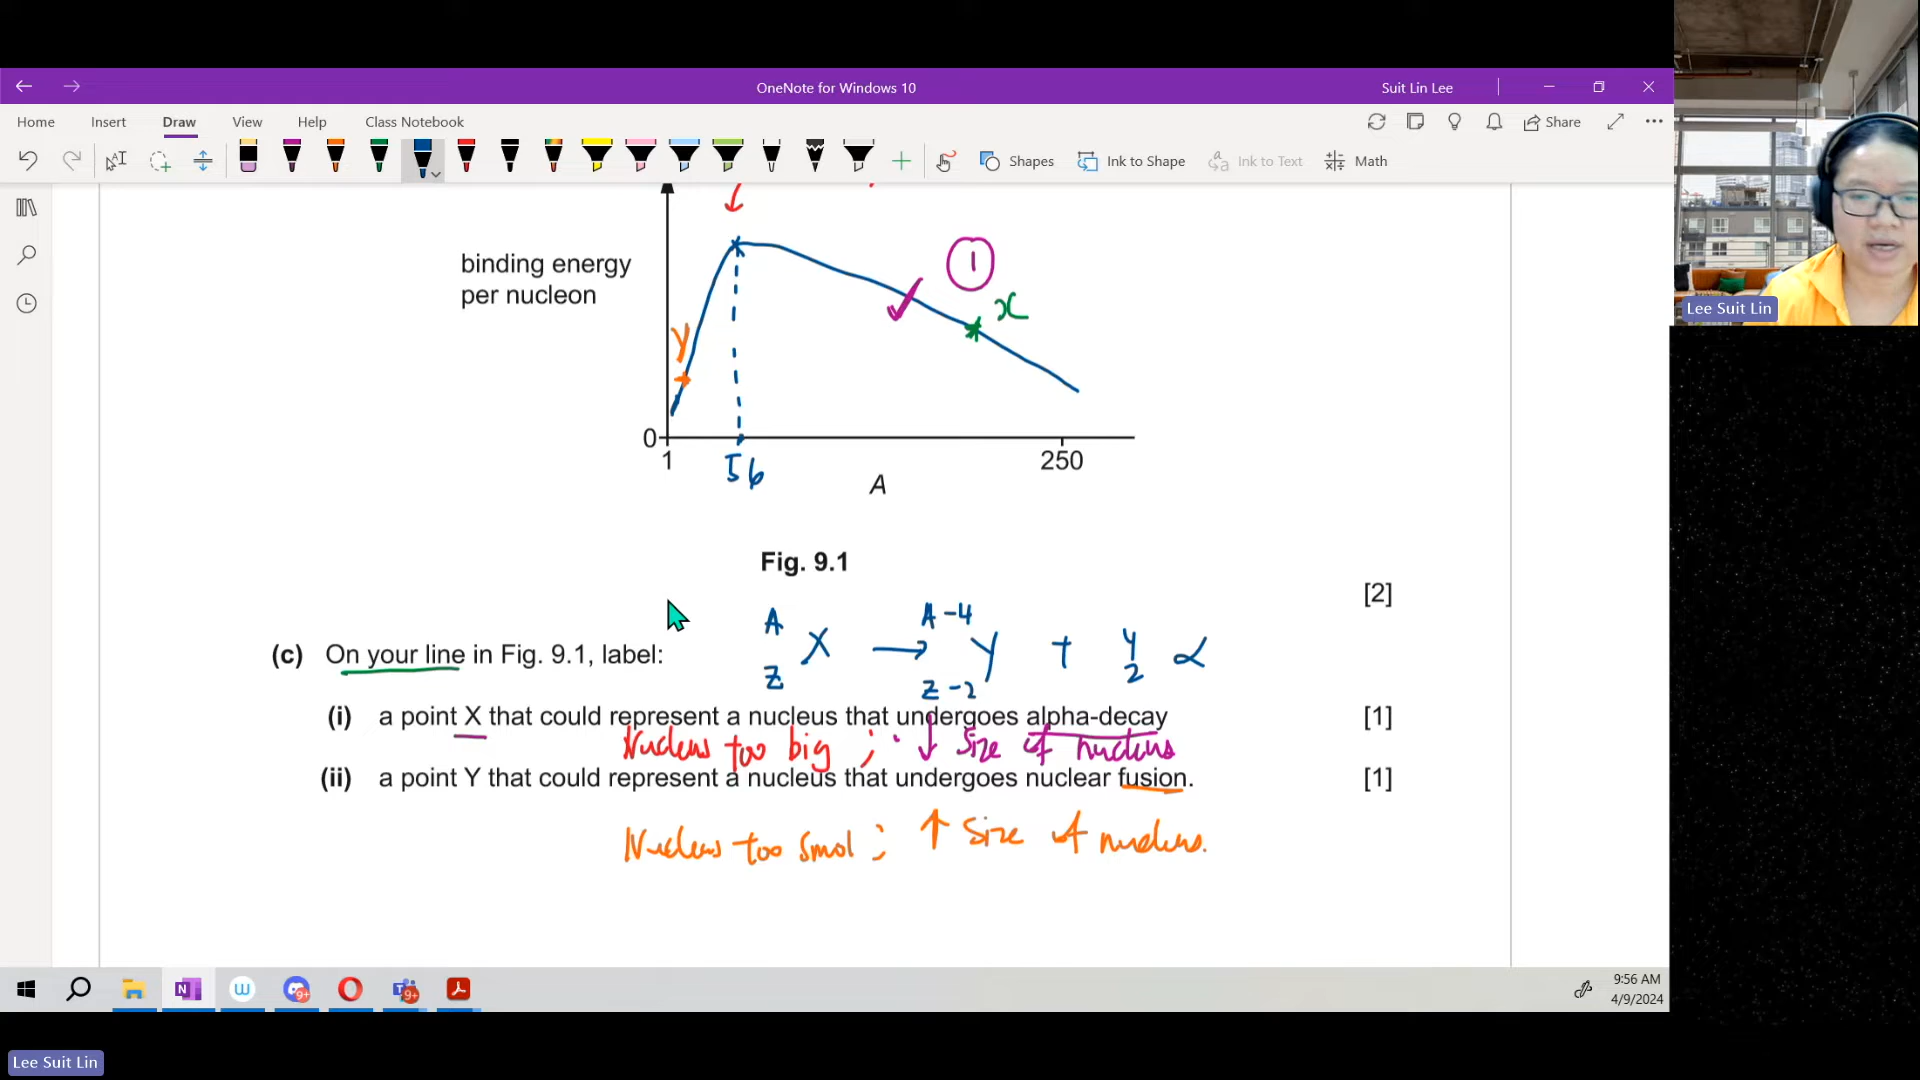 OneNote for Windows 10
Suit Lin Lee
Home Insert Draw View Help Class Notebook
Share
Shapes Ink to Shape Ink to Text Math
binding energy
per nucleon
1
x
Y
0
1
56
250
A
Fig. 9.1
[2]
A A-4 4
X → Y + α
Z Z-2 2
(c) On your line in Fig. 9.1, label:
(i) a point X that could represent a nucleus that undergoes alpha-decay [1]
Nucleus too big ; ↓ size of nucleus
(ii) a point Y that could represent a nucleus that undergoes nuclear fusion. [1]
Nucleus too smol ; ↑ size of nucleus.
Lee Suit Lin
9+
9+
9:56 AM
4/9/2024
Lee Suit Lin